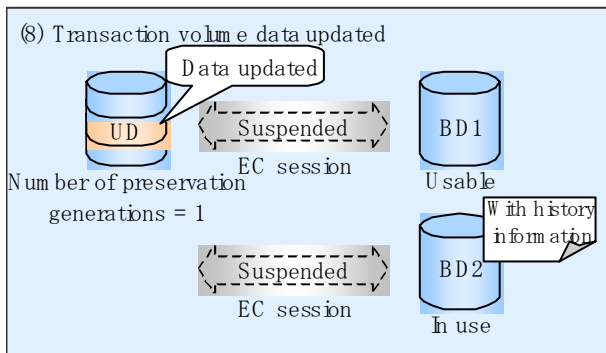 (8) Transaction volume data updated
Data updated
UD
Suspended
EC session
BD1
Usable
Number of preservation
generations = 1
With history
information
Suspended
EC session
BD2
In use